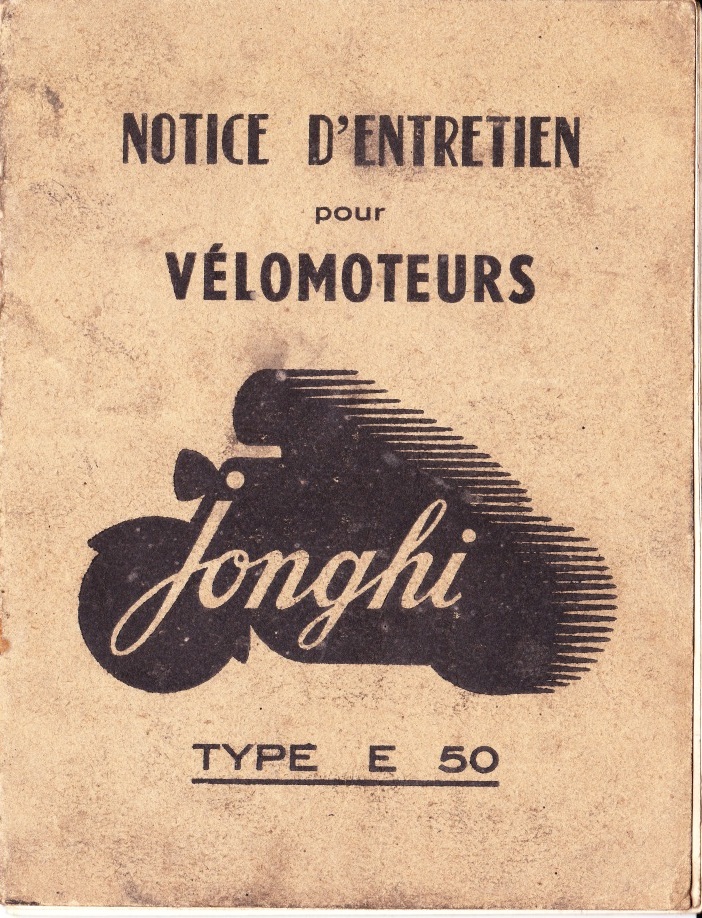 NOTICE D'ENTRETIEN
pour
VÉLOMOTEURS
Jonghi
TYPE E 50